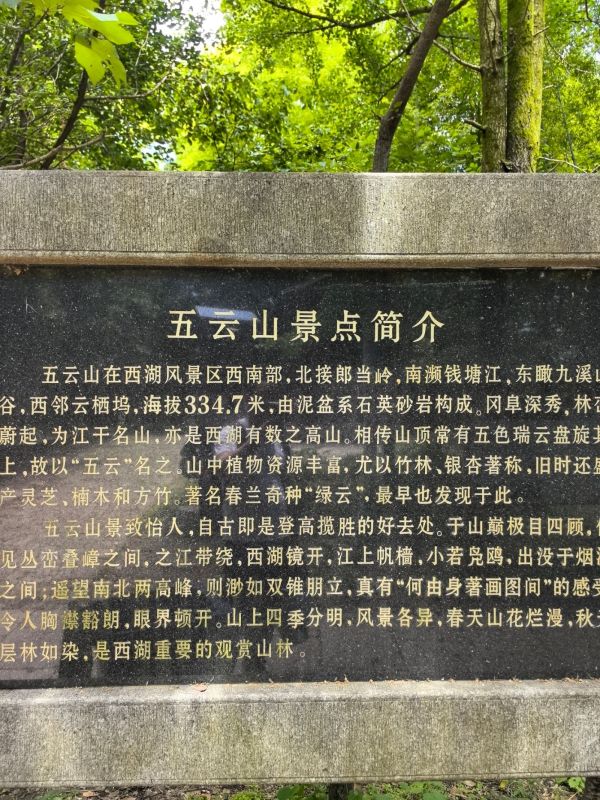 五云山景点简介
五云山在西湖风景区西南部，北接郎当岭，南濒钱塘江，东瞰九溪山
谷，西邻云栖坞，海拔334.7米，由泥盆系石英砂岩构成。冈阜深秀，林
蔚起，为江干名山，亦是西湖有数之高山。相传山顶常有五色瑞云盘旋其
上，故以“五云”名之。山中植物资源丰富，尤以竹林、银杏著称，旧时还盛
产灵芝、楠木和方竹。著名春兰奇种“绿云”，最早也发现于此。
五云山景致怡人，自古即是登高揽胜的好去处。于山巅极目四顾，
见丛峦叠嶂之间，之江带绕，西湖镜开，江上帆樯，小若凫鸥，出没于烟
之间；遥望南北两高峰，则渺如双锥朋立，真有“何由身著画图间”的感受
令人胸襟豁朗，眼界顿开。山上四季分明，风景各异，春天山花烂漫，秋天
层林如染，是西湖重要的观赏山林。